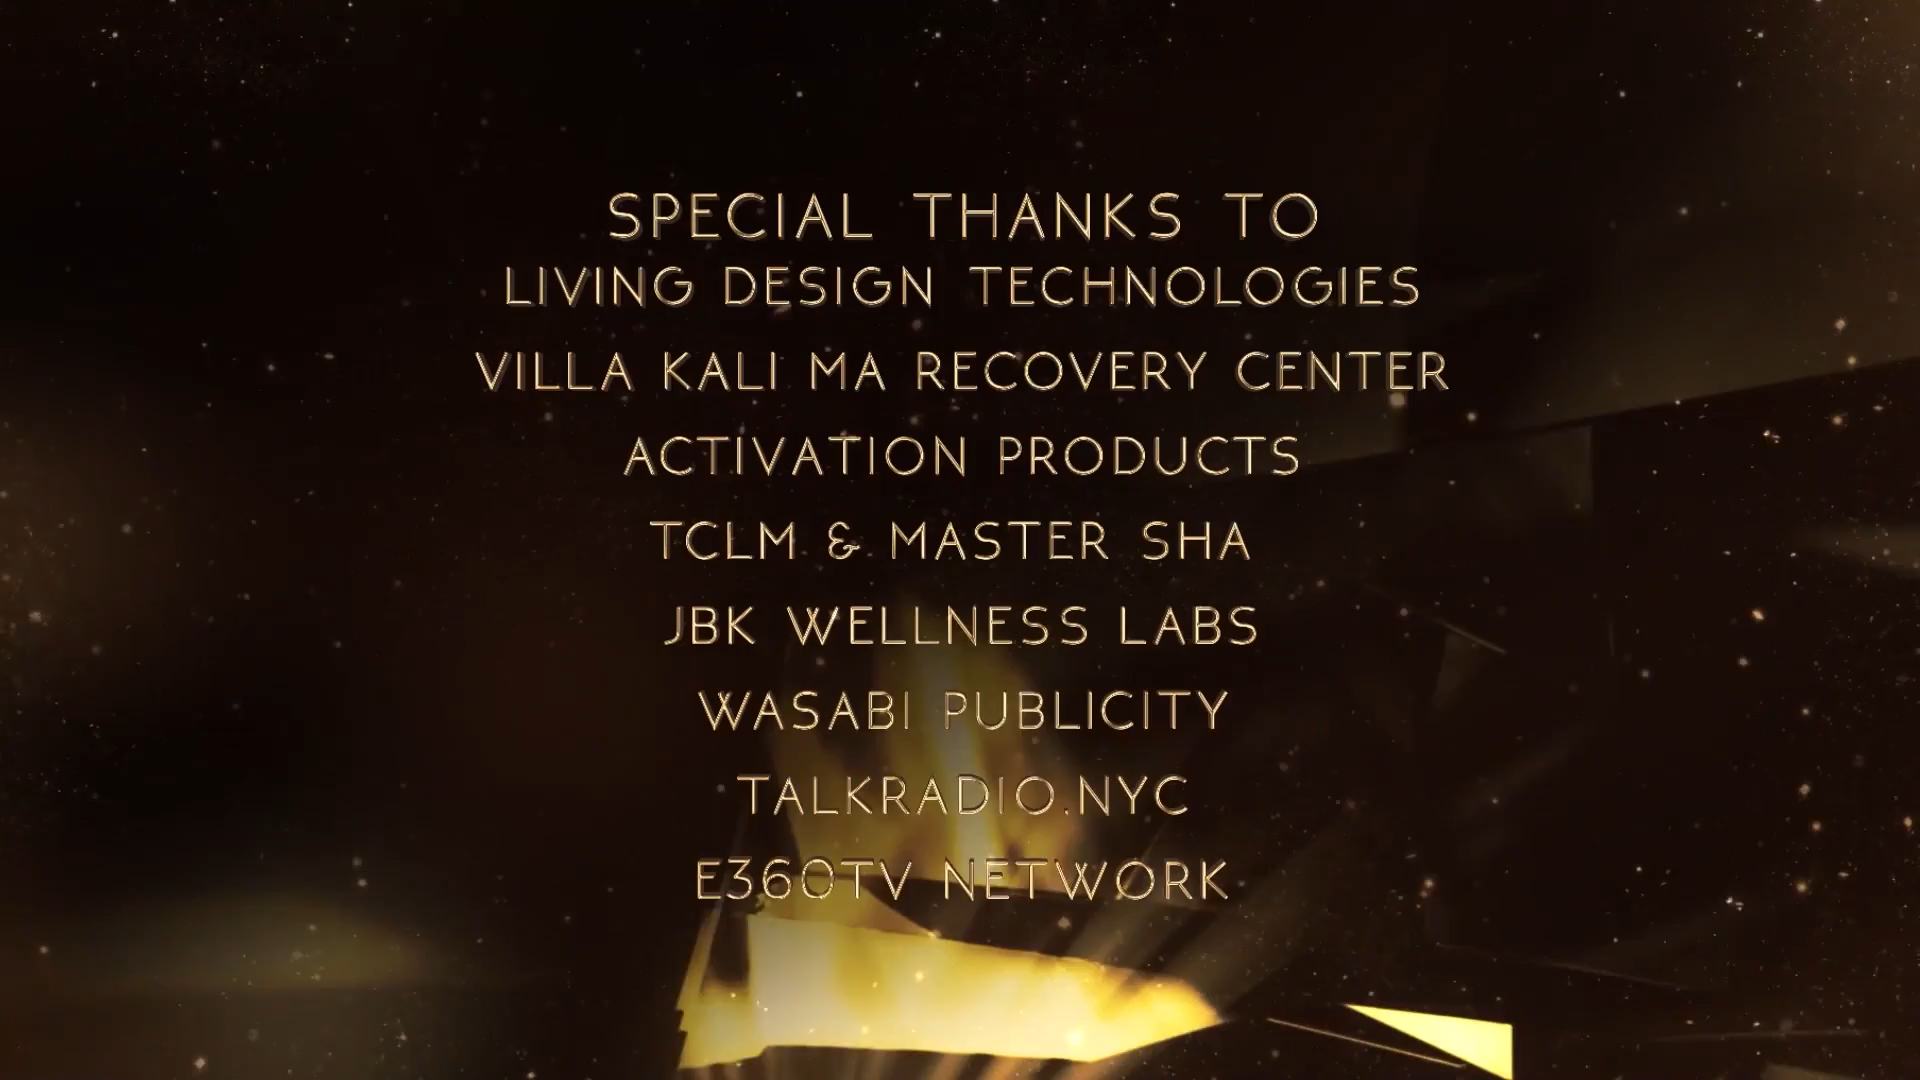 SPECIAL THANKS TO
LIVING DESIGN TECHNOLOGIES
VILLA KALI MA RECOVERY CENTER
ACTIVATION PRODUCTS
TCLM & MASTER SHA
JBK WELLNESS LABS
WASABI PUBLICITY
TALKRADIO.NYC
E360TV NETWORK